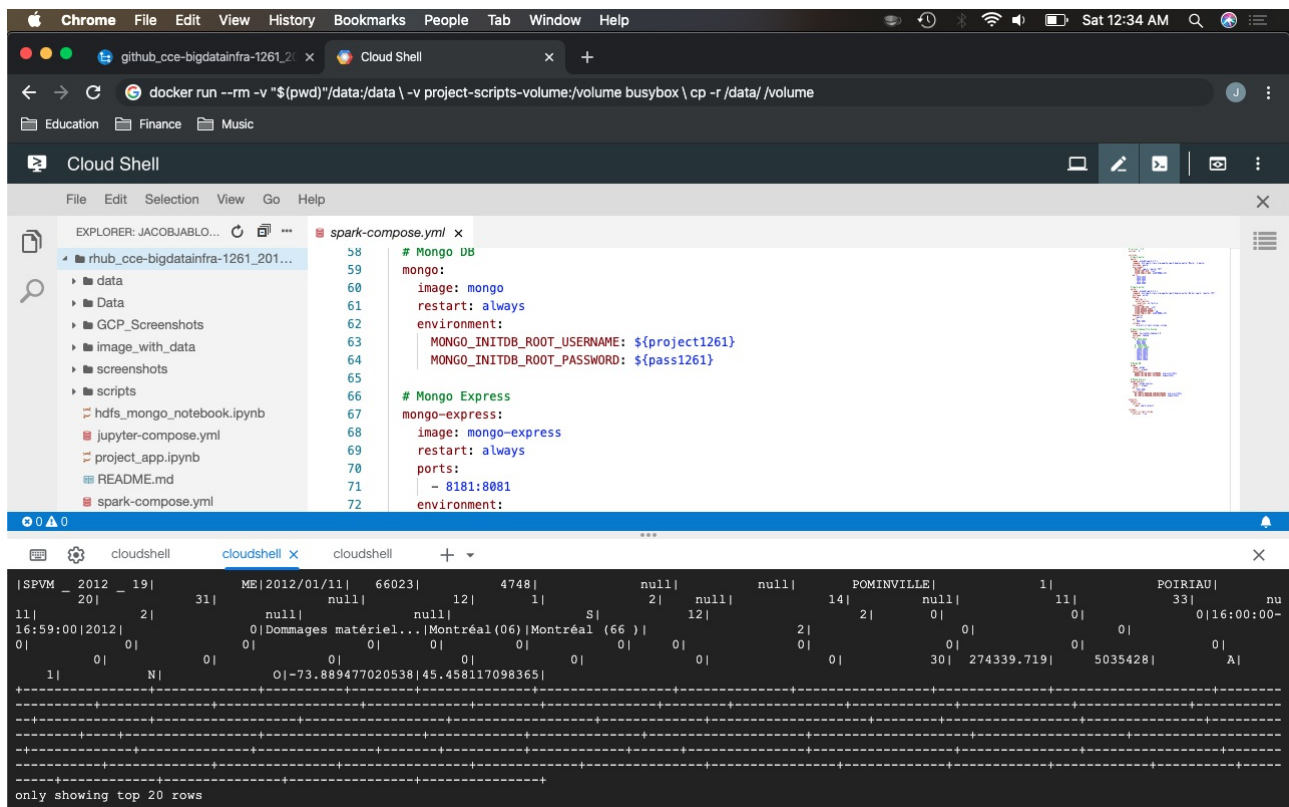 Chrome File Edit View History Bookmarks People Tab Window Help Sat 12:34 AM
github_cce-bigdatainfra-1261_20 × Cloud Shell × +
docker run --rm -v "$(pwd)"/data:/data \ -v project-scripts-volume:/volume busybox \ cp -r /data/ /volume J
Education Finance Music
Cloud Shell
File Edit Selection View Go Help
EXPLORER: JACOBJABLO... spark-compose.yml ×
rhub_cce-bigdatainfra-1261_201...
data
Data
GCP_Screenshots
image_with_data
screenshots
scripts
hdfs_mongo_notebook.ipynb
jupyter-compose.yml
project_app.ipynb
README.md
spark-compose.yml
58 # Mongo DB
59 mongo:
60 image: mongo
61 restart: always
62 environment:
63 MONGO_INITDB_ROOT_USERNAME: ${project1261}
64 MONGO_INITDB_ROOT_PASSWORD: ${pass1261}
65
66 # Mongo Express
67 mongo-express:
68 image: mongo-express
69 restart: always
70 ports:
71 - 8181:8081
72 environment:
0 0
cloudshell cloudshell × cloudshell +
|SPVM _ 2012 _ 19| ME|2012/01/11| 66023| 4748| null| null| POMINVILLE| 1| POIRIAU|
20| 31| null| 12| 1| 2| null| 14| null| 11| 33| nu
ll| 2| null| null| S| 12| 2| 0| 0| 0|16:00:00-
16:59:00|2012| 0|Dommages matériel...|Montréal(06)|Montréal (66 )| 2| 0| 0|
0| 0| 0| 0| 0| 0| 0| 0| 0| 0| 0| 0|
0| 0| 0| 0| 0| 0| 0| 30| 274339.719| 5035428| A|
1| N| O|-73.889477020538|45.458117098365|
only showing top 20 rows